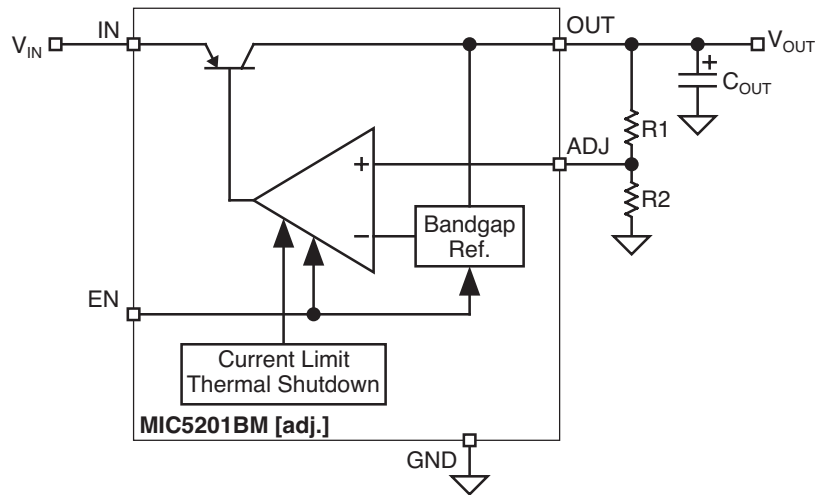 IN
OUT
V_IN
V_OUT
C_OUT
+
R1
ADJ
+
R2
Bandgap
Ref.
−
EN
Current Limit
Thermal Shutdown
MIC5201BM [adj.]
GND